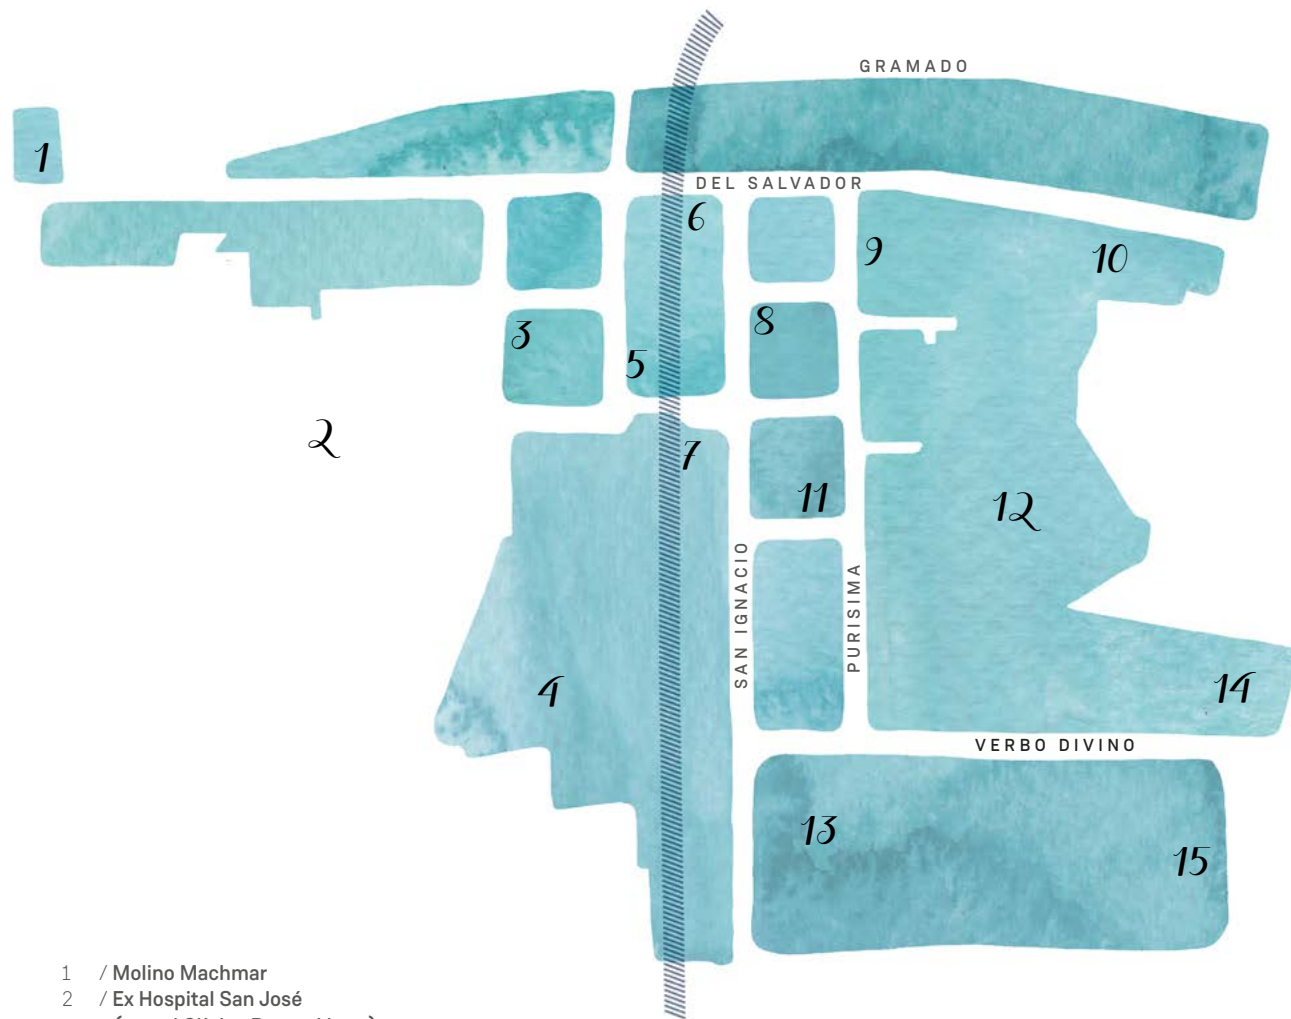 GRAMADO
1
DEL SALVADOR
6
9
10
3
8
5
2
7
11
12
SAN IGNACIO
PURISIMA
4
14
VERBO DIVINO
13
15
1 / Molino Machmar
2 / Ex Hospital San José